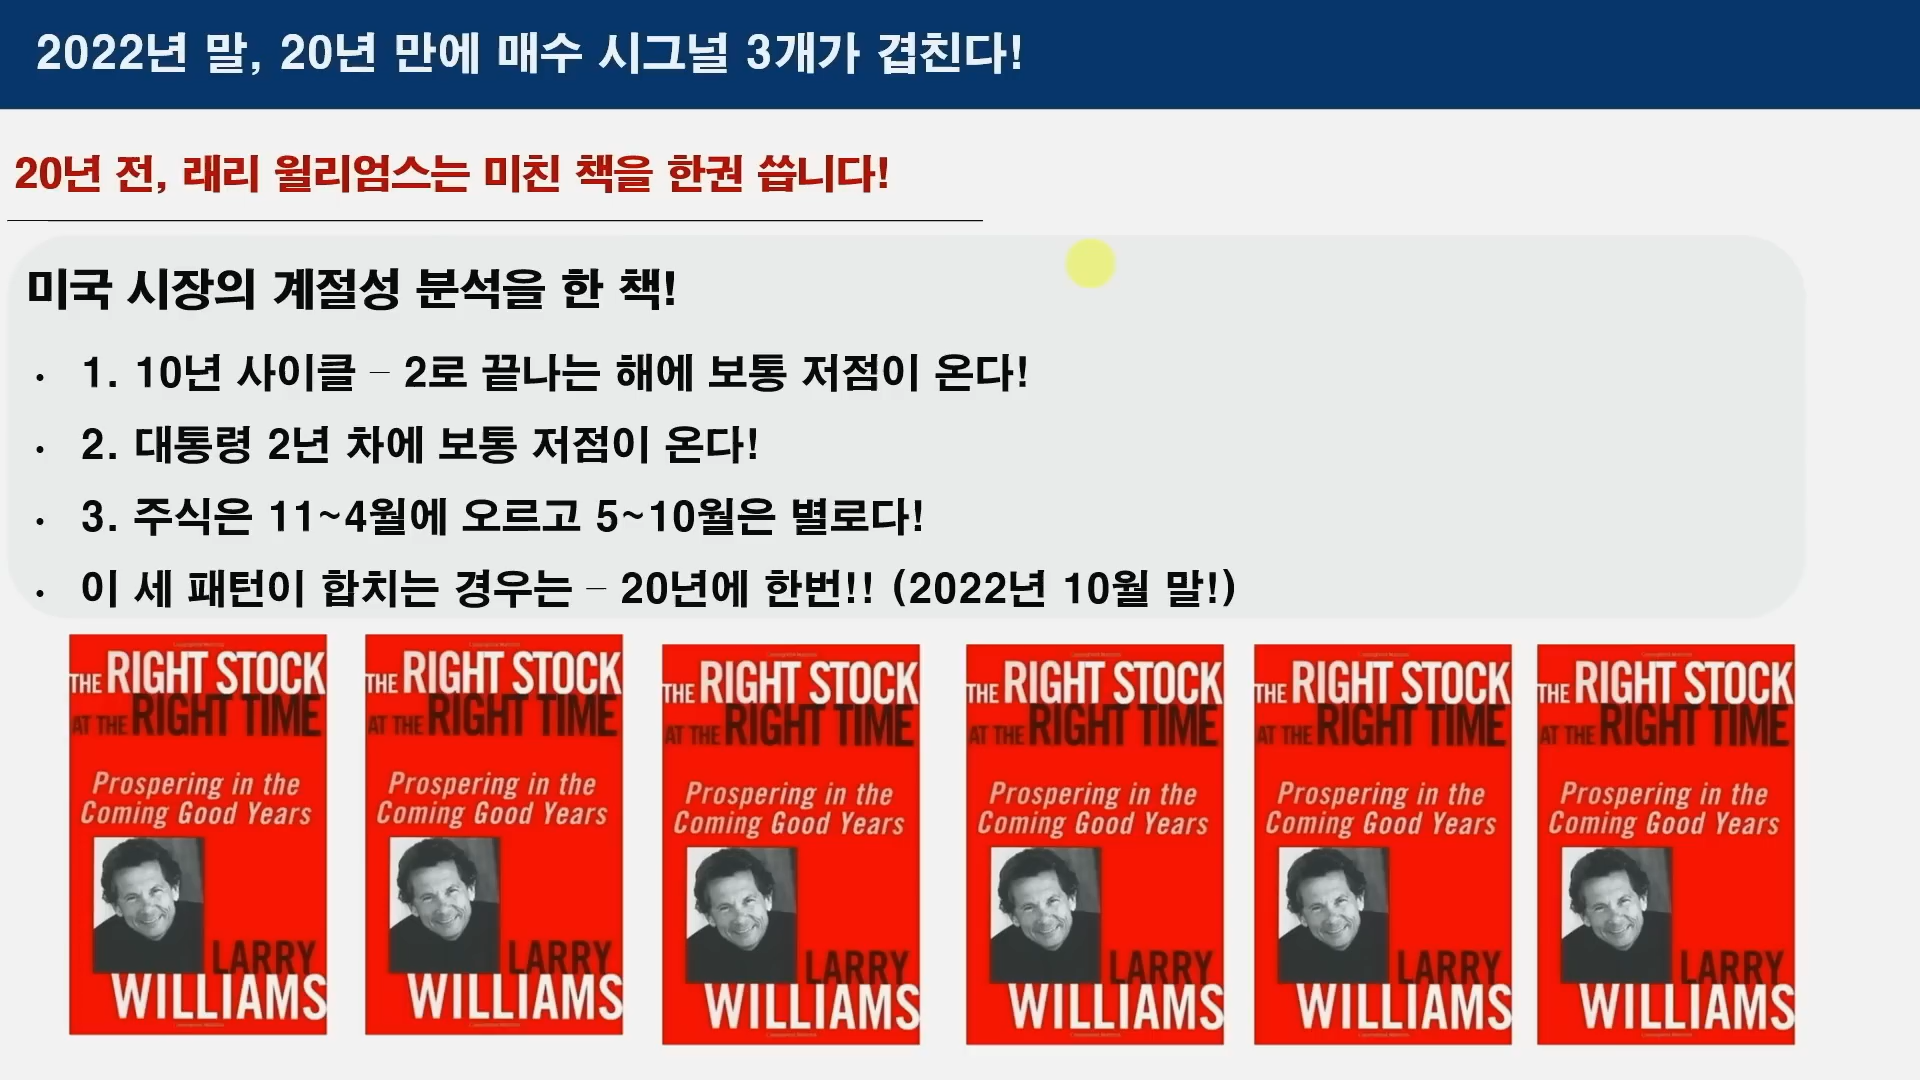 2022년 말, 20년 만에 매수 시그널 3개가 겹친다!
20년 전, 래리 윌리엄스는 미친 책을 한권 씁니다!
미국 시장의 계절성 분석을 한 책!
• 1. 10년 사이클 – 2로 끝나는 해에 보통 저점이 온다!
• 2. 대통령 2년 차에 보통 저점이 온다!
• 3. 주식은 11~4월에 오르고 5~10월은 별로다!
• 이 세 패턴이 합치는 경우는 – 20년에 한번!! (2022년 10월 말!)
THE RIGHT STOCK
AT THE RIGHT TIME
Prospering in the
Coming Good Years
LARRY
WILLIAMS
THE RIGHT STOCK
AT THE RIGHT TIME
Prospering in the
Coming Good Years
LARRY
WILLIAMS
THE RIGHT STOCK
AT THE RIGHT TIME
Prospering in the
Coming Good Years
LARRY
WILLIAMS
THE RIGHT STOCK
AT THE RIGHT TIME
Prospering in the
Coming Good Years
LARRY
WILLIAMS
THE RIGHT STOCK
AT THE RIGHT TIME
Prospering in the
Coming Good Years
LARRY
WILLIAMS
THE RIGHT STOCK
AT THE RIGHT TIME
Prospering in the
Coming Good Years
LARRY
WILLIAMS